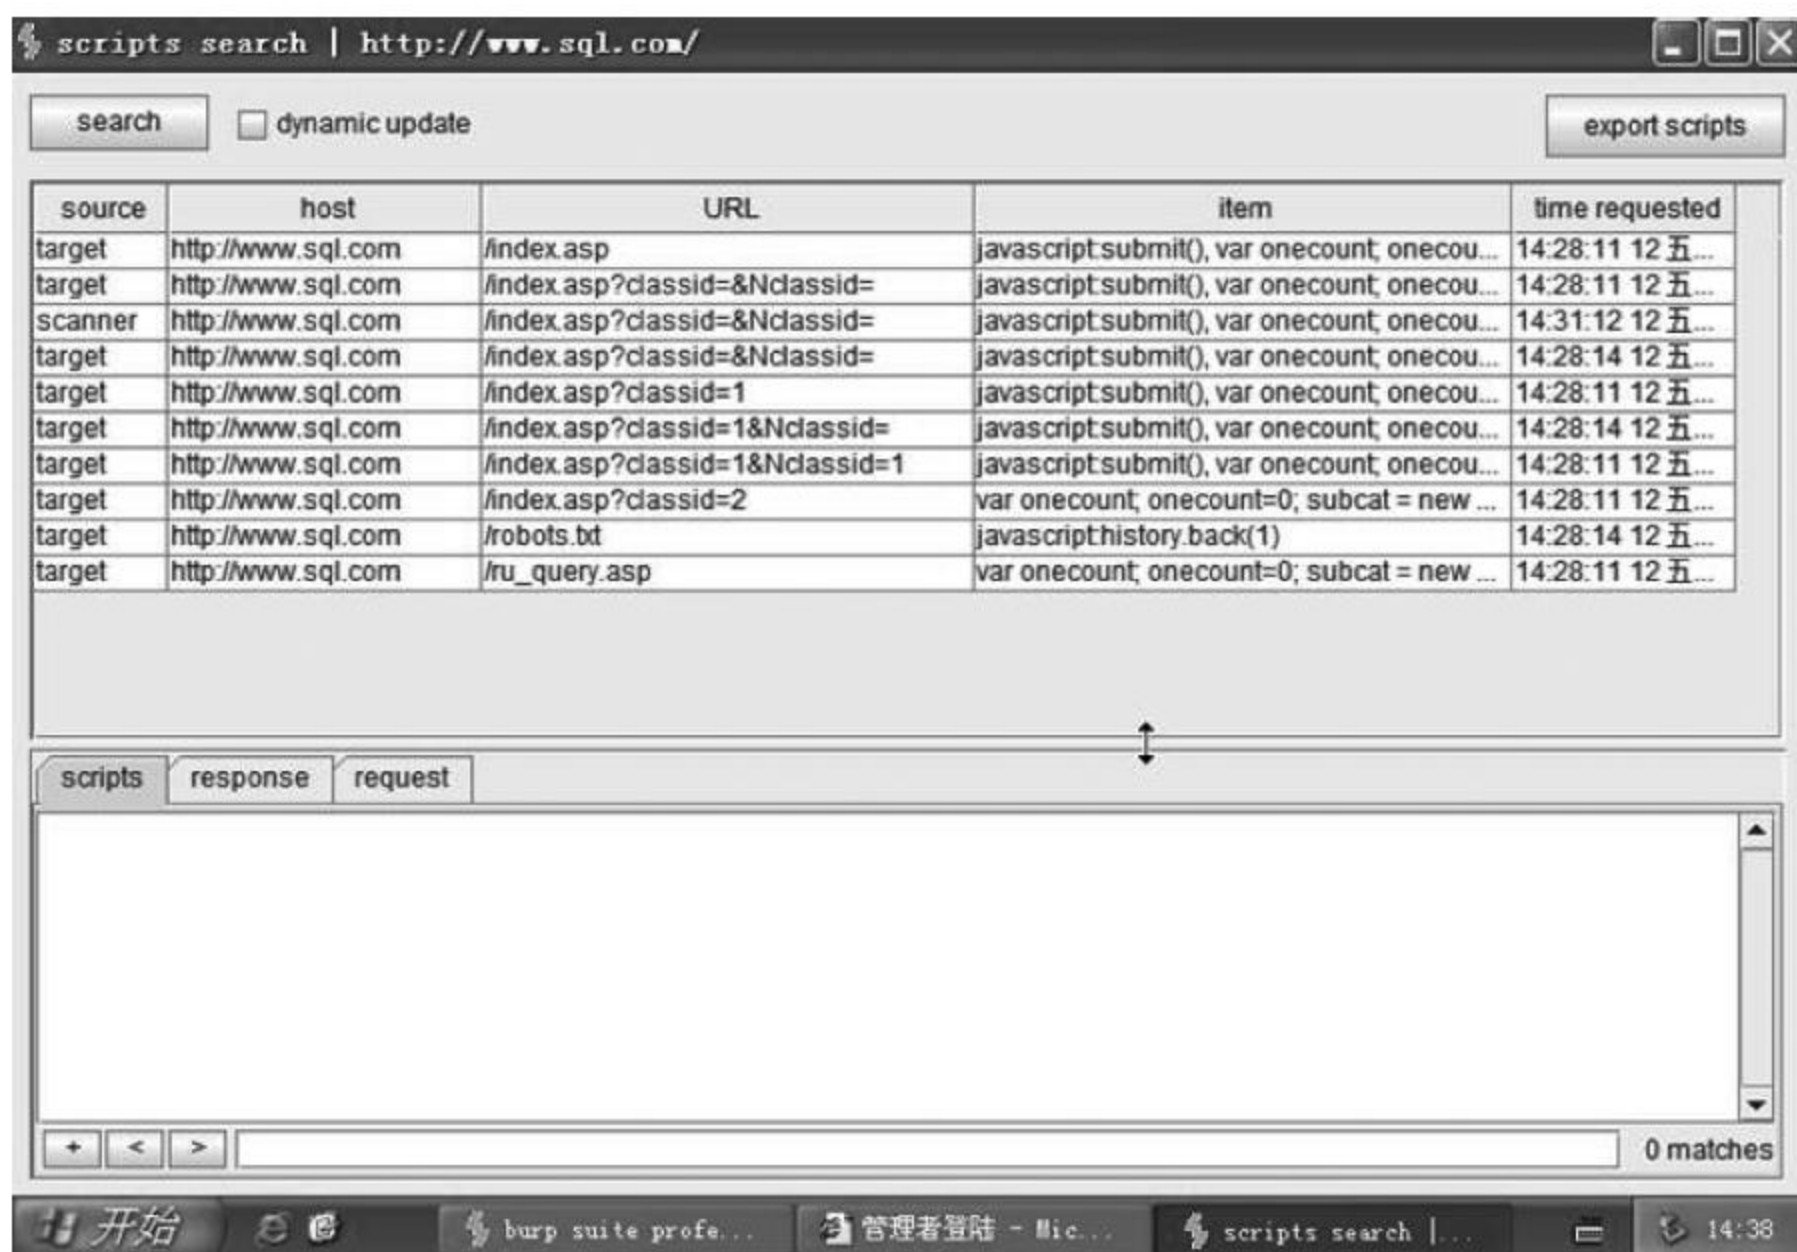 scripts search | http://www.sql.com/
search dynamic update export scripts
source host URL item time requested
target http://www.sql.com /index.asp javascript:submit(), var onecount; onecou... 14:28:11 12 五...
target http://www.sql.com /index.asp?classid=&Nclassid= javascript:submit(), var onecount; onecou... 14:28:11 12 五...
scanner http://www.sql.com /index.asp?classid=&Nclassid= javascript:submit(), var onecount; onecou... 14:31:12 12 五...
target http://www.sql.com /index.asp?classid=&Nclassid= javascript:submit(), var onecount; onecou... 14:28:14 12 五...
target http://www.sql.com /index.asp?classid=1 javascript:submit(), var onecount; onecou... 14:28:11 12 五...
target http://www.sql.com /index.asp?classid=1&Nclassid= javascript:submit(), var onecount; onecou... 14:28:14 12 五...
target http://www.sql.com /index.asp?classid=1&Nclassid=1 javascript:submit(), var onecount; onecou... 14:28:11 12 五...
target http://www.sql.com /index.asp?classid=2 var onecount; onecount=0; subcat = new ... 14:28:11 12 五...
target http://www.sql.com /robots.txt javascript:history.back(1) 14:28:14 12 五...
target http://www.sql.com /ru_query.asp var onecount; onecount=0; subcat = new ... 14:28:11 12 五...
scripts response request
+ < > 0 matches
开始 burp suite profe... 管理者登陆 - Mic... scripts search |... 14:38